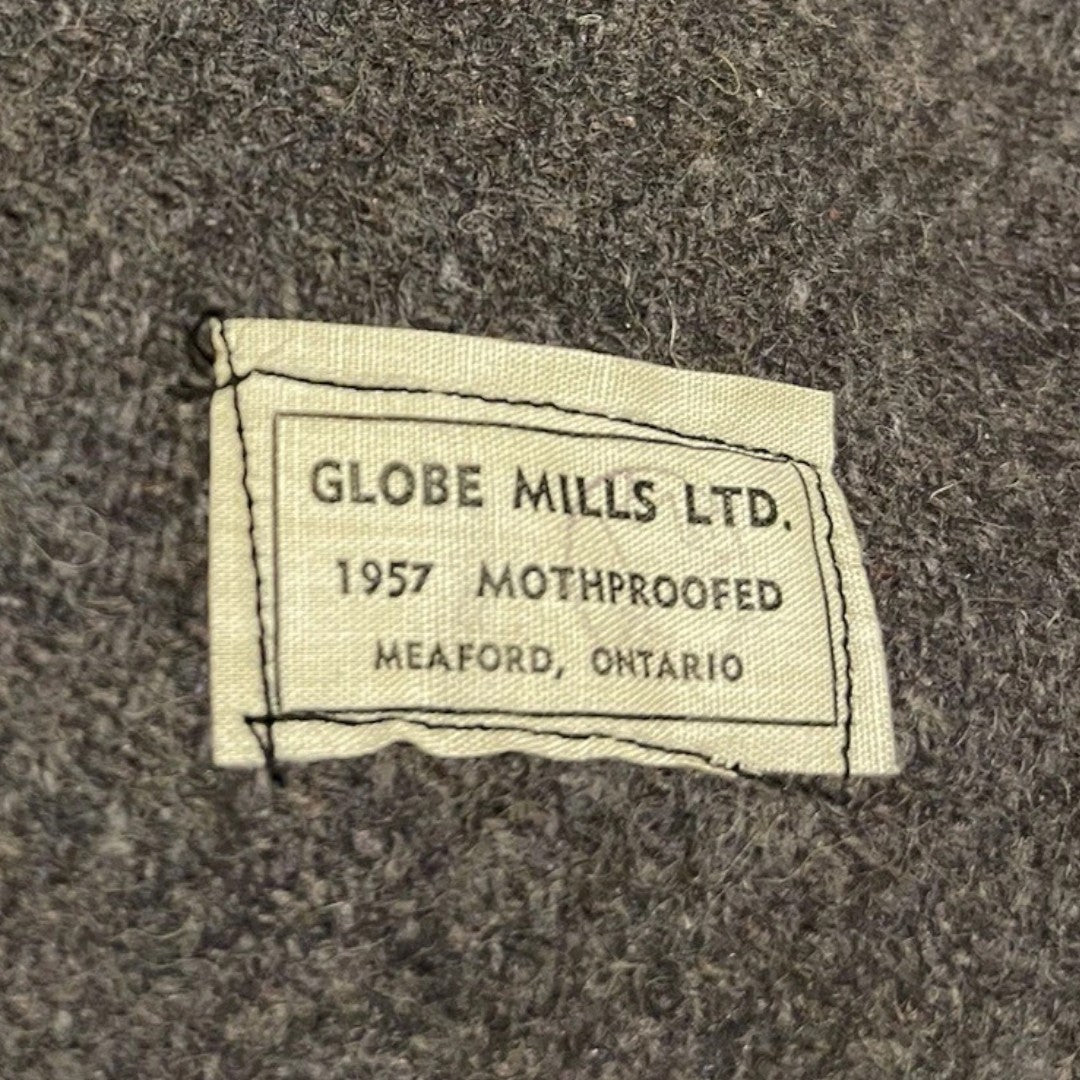 GLOBE MILLS LTD.
1957 MOTHPROOFED
MEAFORD, ONTARIO